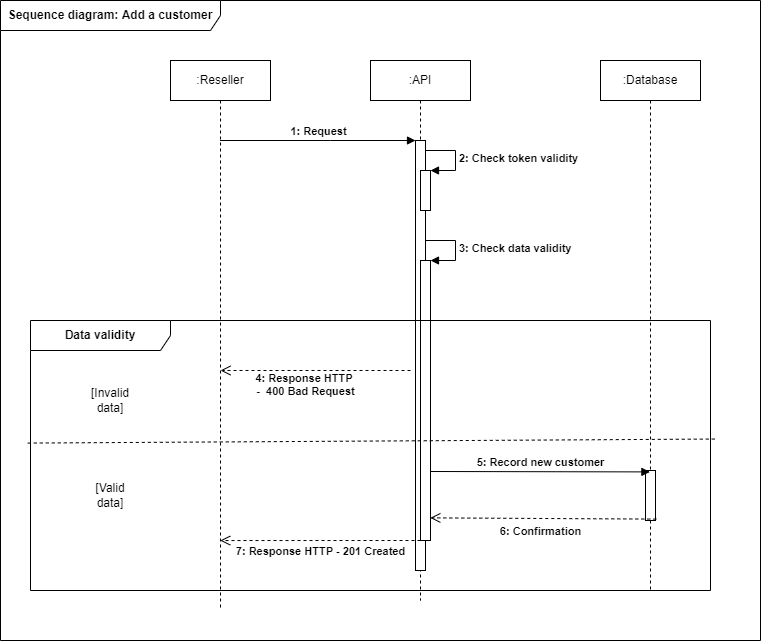 Sequence diagram: Add a customer
:Reseller
:API
:Database
1: Request
2: Check token validity
3: Check data validity
Data validity
4: Response HTTP
- 400 Bad Request
[Invalid
data]
5: Record new customer
[Valid
data]
6: Confirmation
7: Response HTTP - 201 Created